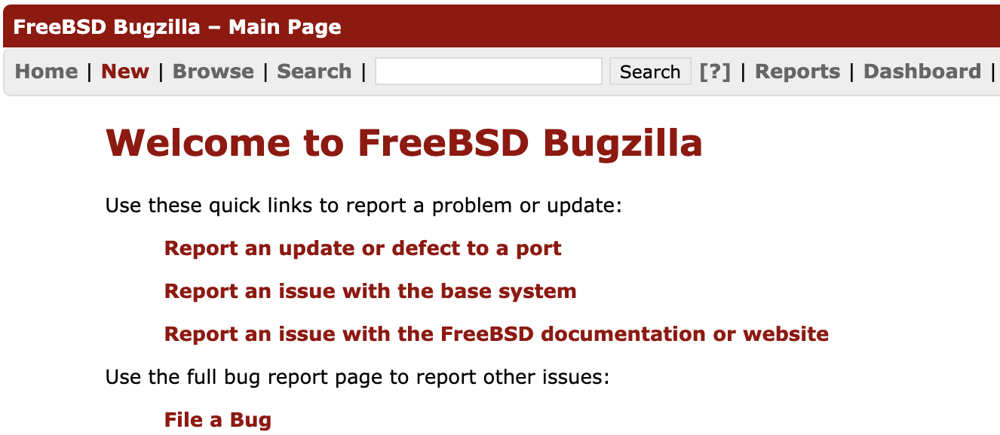 FreeBSD Bugzilla – Main Page
Home | New | Browse | Search | Search [?] | Reports | Dashboard |
Welcome to FreeBSD Bugzilla
Use these quick links to report a problem or update:
Report an update or defect to a port
Report an issue with the base system
Report an issue with the FreeBSD documentation or website
Use the full bug report page to report other issues:
File a Bug